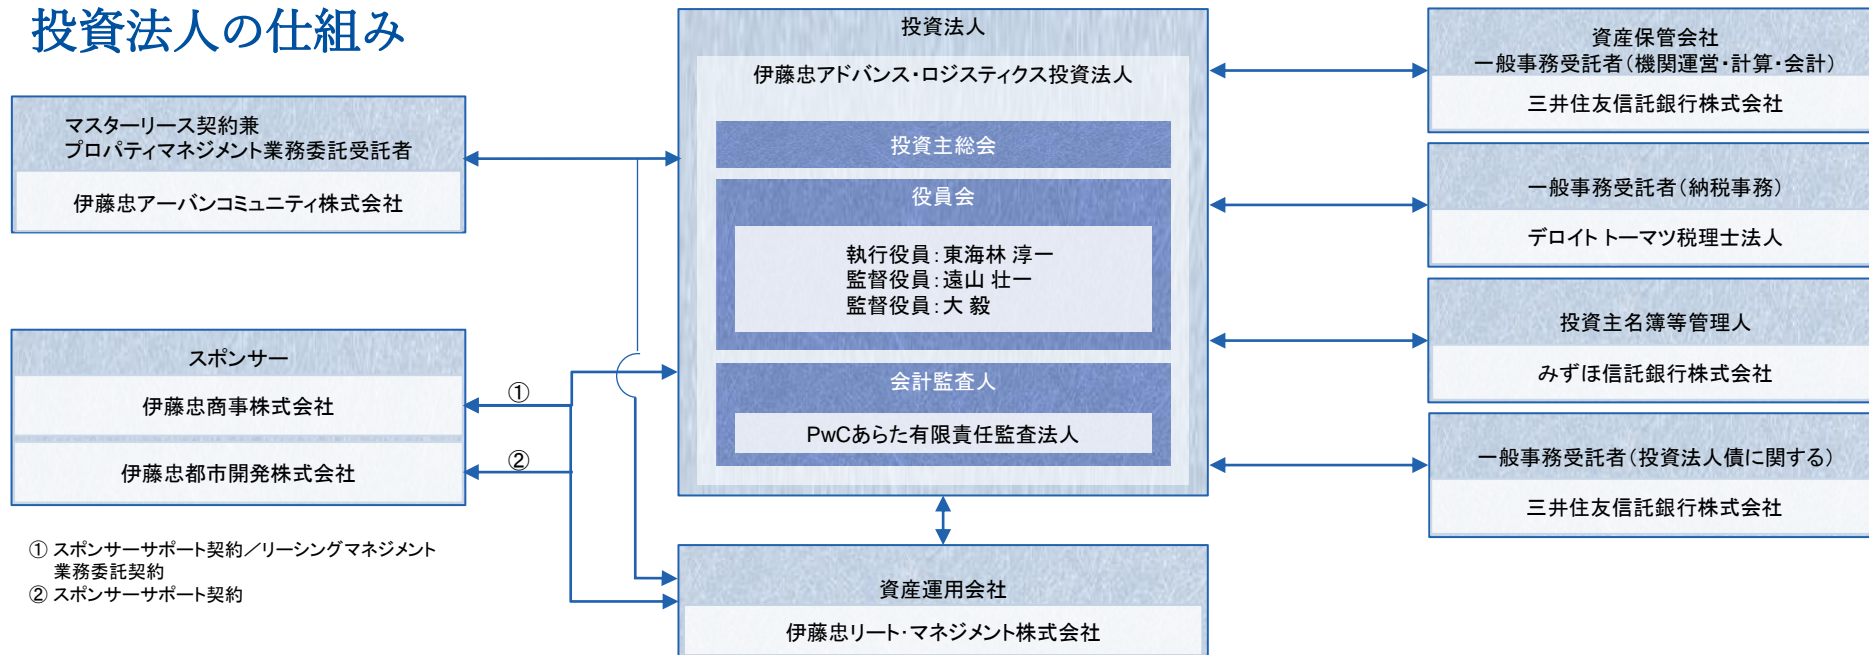 投資法人の仕組み
マスターリース契約兼
プロパティマネジメント業務委託受託者
伊藤忠アーバンコミュニティ株式会社
スポンサー
伊藤忠商事株式会社
伊藤忠都市開発株式会社
①
②
① スポンサーサポート契約／リーシングマネジメント
業務委託契約
② スポンサーサポート契約
投資法人
伊藤忠アドバンス・ロジスティクス投資法人
投資主総会
役員会
執行役員：東海林 淳一
監督役員：遠山 壮一
監督役員：大 毅
会計監査人
PwCあらた有限責任監査法人
資産運用会社
伊藤忠リート・マネジメント株式会社
資産保管会社
一般事務受託者（機関運営・計算・会計）
三井住友信託銀行株式会社
一般事務受託者（納税事務）
デロイト トーマツ税理士法人
投資主名簿等管理人
みずほ信託銀行株式会社
一般事務受託者（投資法人債に関する）
三井住友信託銀行株式会社